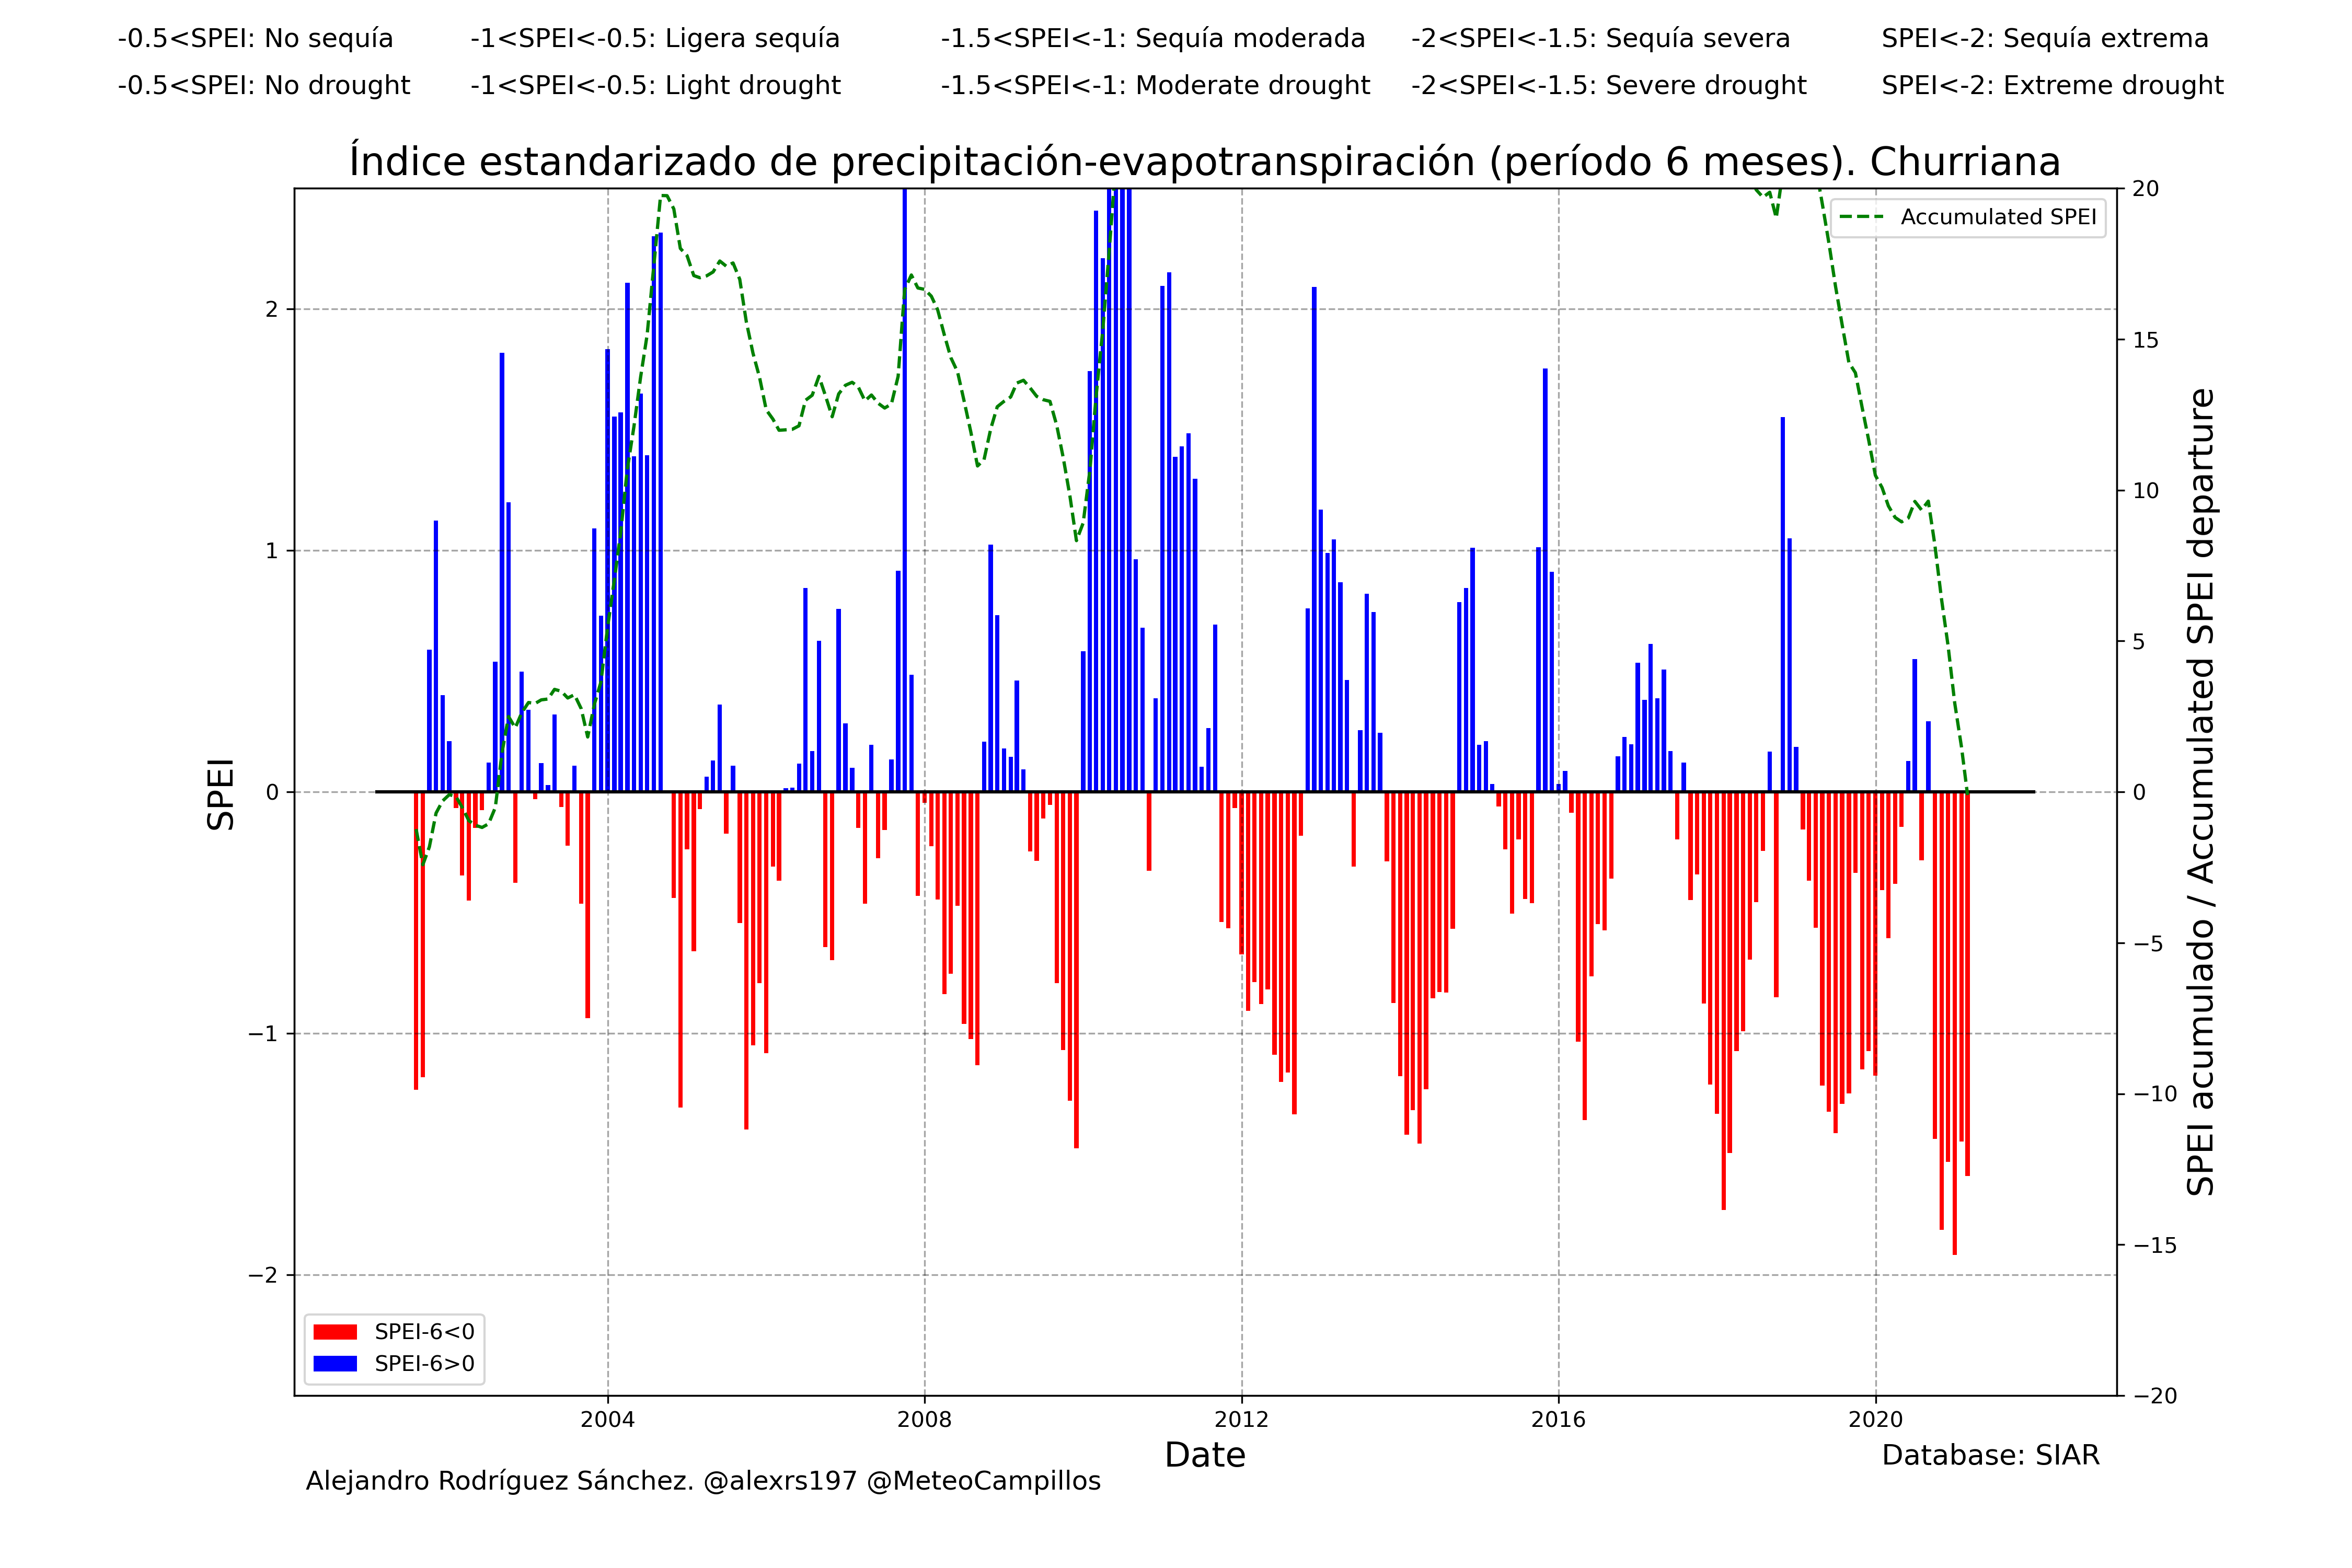 -0.5<SPEI: No sequía -1<SPEI<-0.5: Ligera sequía -1.5<SPEI<-1: Sequía moderada -2<SPEI<-1.5: Sequía severa SPEI<-2: Sequía extrema
-0.5<SPEI: No drought -1<SPEI<-0.5: Light drought -1.5<SPEI<-1: Moderate drought -2<SPEI<-1.5: Severe drought SPEI<-2: Extreme drought
Índice estandarizado de precipitación-evapotranspiración (período 6 meses). Churriana
Accumulated SPEI
SPEI
2
1
0
−1
−2
20
15
10
5
0
−5
−10
−15
−20
SPEI acumulado / Accumulated SPEI departure
SPEI-6<0
SPEI-6>0
2004 2008 2012 2016 2020
Date
Database: SIAR
Alejandro Rodríguez Sánchez. @alexrs197 @MeteoCampillos